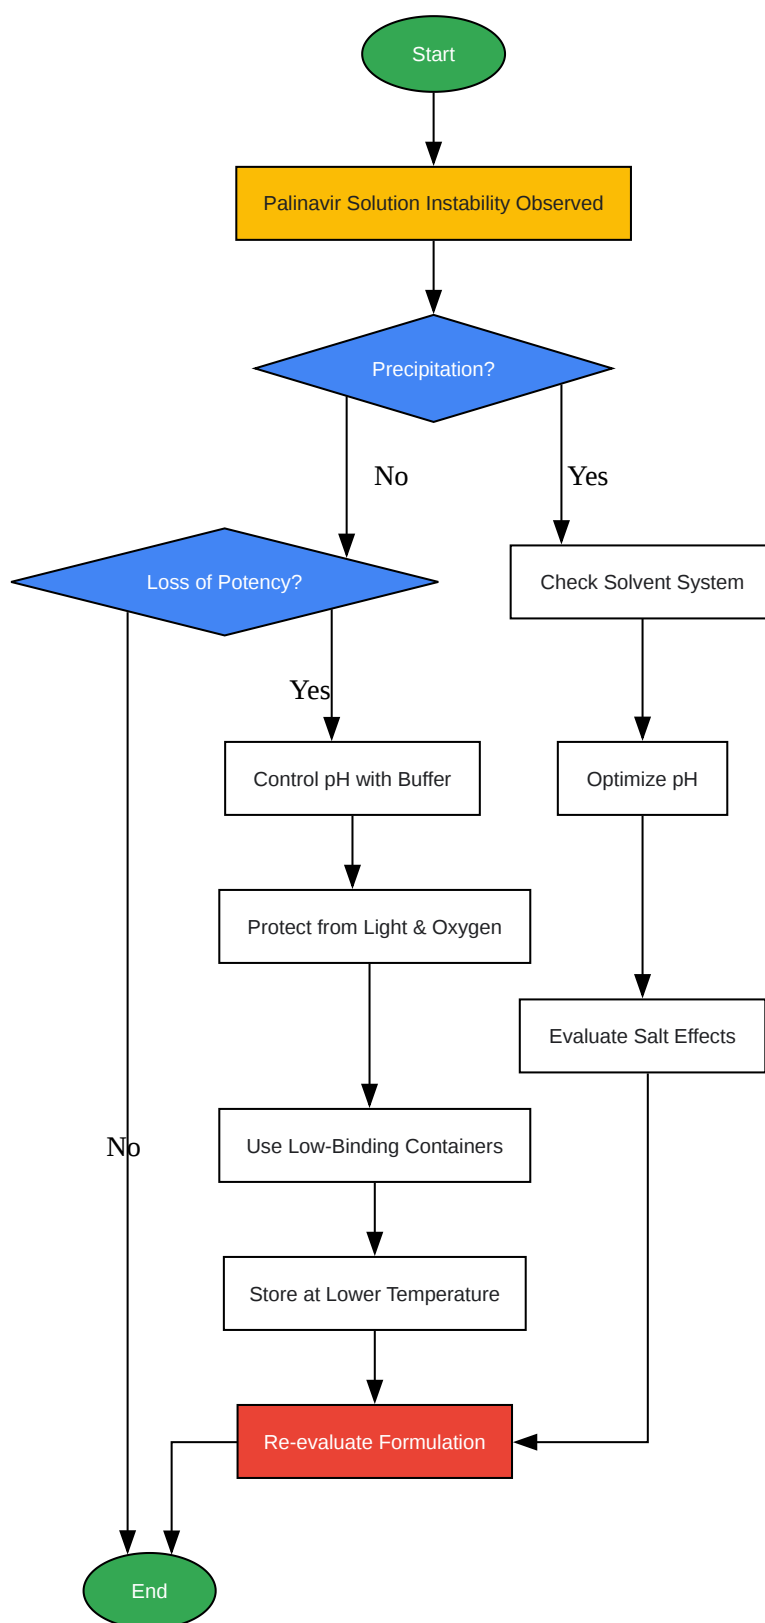 Start
Palinavir Solution Instability Observed
Precipitation?
No
Yes
Loss of Potency?
Check Solvent System
Yes
Control pH with Buffer
Optimize pH
Protect from Light & Oxygen
Evaluate Salt Effects
No
Use Low-Binding Containers
Store at Lower Temperature
Re-evaluate Formulation
End